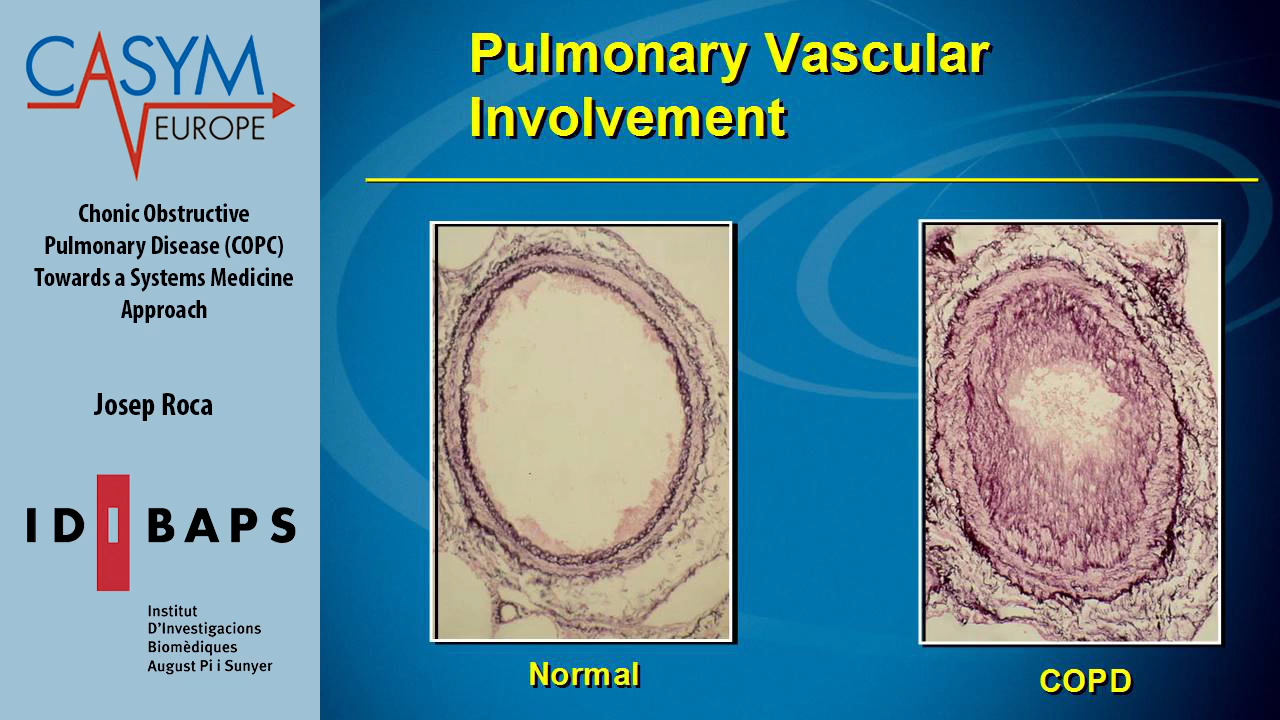 CASYM
EUROPE
Chonic Obstructive
Pulmonary Disease (COPC)
Towards a Systems Medicine
Approach
Josep Roca
IDIBAPS
Institut
D'Investigacions
Biomèdiques
August Pi i Sunyer
Pulmonary Vascular
Involvement
Normal
COPD